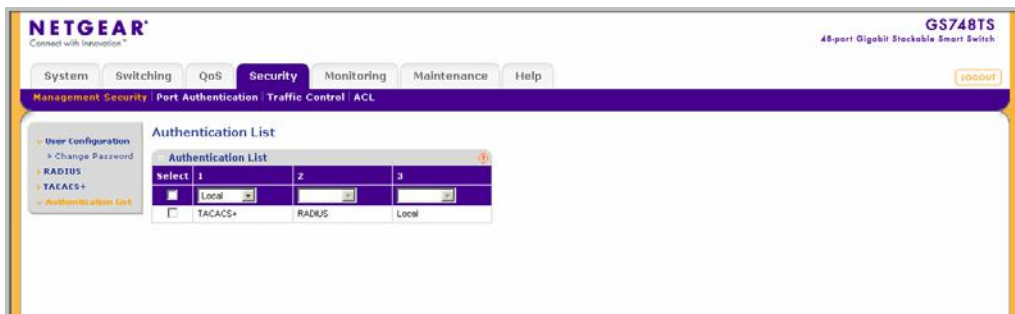 NETGEAR
Connect with Innovation™
GS748TS
48-port Gigabit Stackable Smart Switch
System Switching QoS Security Monitoring Maintenance Help
LOGOUT
Management Security Port Authentication Traffic Control ACL
User Configuration
Change Password
RADIUS
TACACS+
Authentication List
Authentication List
Authentication List
Select 1 2 3
Local
TACACS+ RADIUS Local